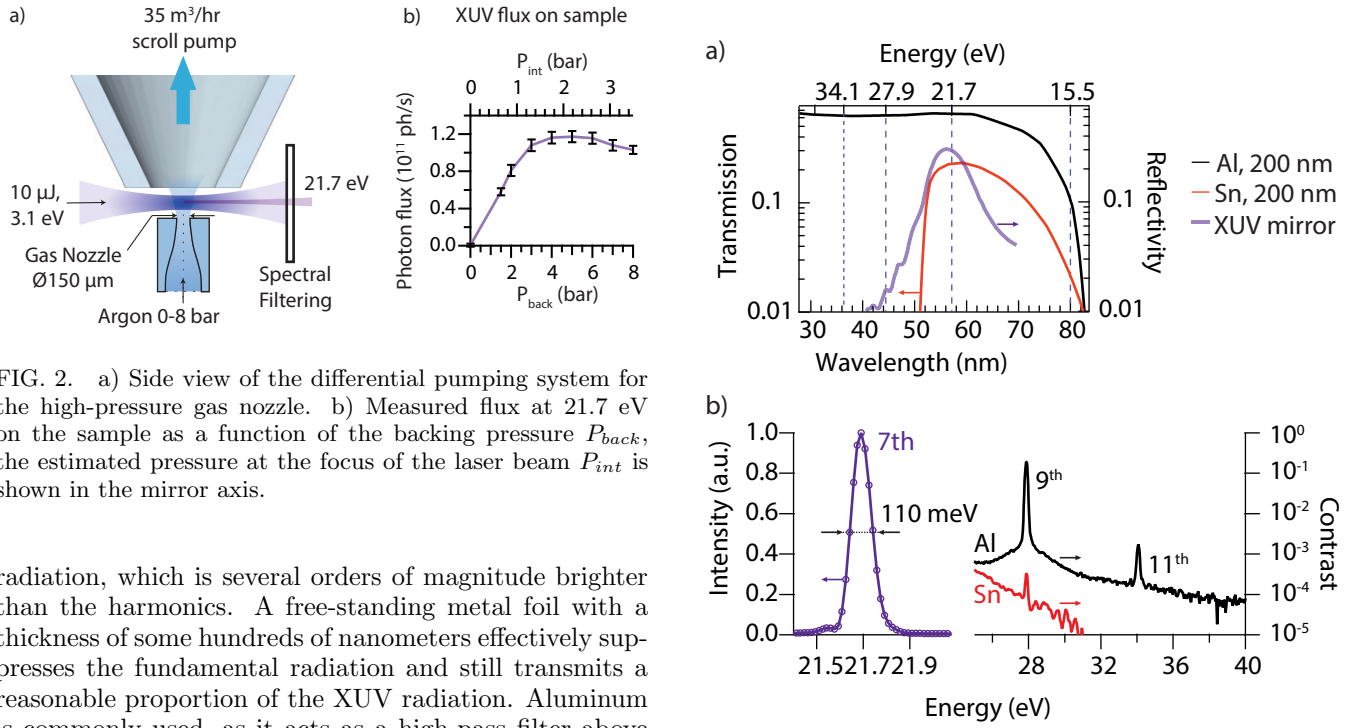 a)
35 m³/hr
scroll pump
10 µJ,
3.1 eV
21.7 eV
Gas Nozzle
Ø150 µm
Spectral
Filtering
Argon 0-8 bar
b)
XUV flux on sample
P_int (bar)
0 1 2 3
Photon flux (10¹¹ ph/s)
1.2
0.8
0.4
0.0
0 2 4 6 8
P_back (bar)
FIG. 2. a) Side view of the differential pumping system for
the high-pressure gas nozzle. b) Measured flux at 21.7 eV
on the sample as a function of the backing pressure P_back,
the estimated pressure at the focus of the laser beam P_int is
shown in the mirror axis.
radiation, which is several orders of magnitude brighter
than the harmonics. A free-standing metal foil with a
thickness of some hundreds of nanometers effectively sup-
presses the fundamental radiation and still transmits a
reasonable proportion of the XUV radiation. Aluminum
is commonly used, as it acts as a high-pass filter above
a)
Energy (eV)
34.1 27.9 21.7 15.5
Transmission
0.1
0.01
Reflectivity
0.1
0.01
30 40 50 60 70 80
Wavelength (nm)
Al, 200 nm
Sn, 200 nm
XUV mirror
b)
Intensity (a.u.)
1.0
0.8
0.6
0.4
0.2
0.0
7th
110 meV
21.5 21.7 21.9
Al
Sn
9th
11th
10⁰
10⁻¹
10⁻²
10⁻³
10⁻⁴
10⁻⁵
Contrast
28 32 36 40
Energy (eV)